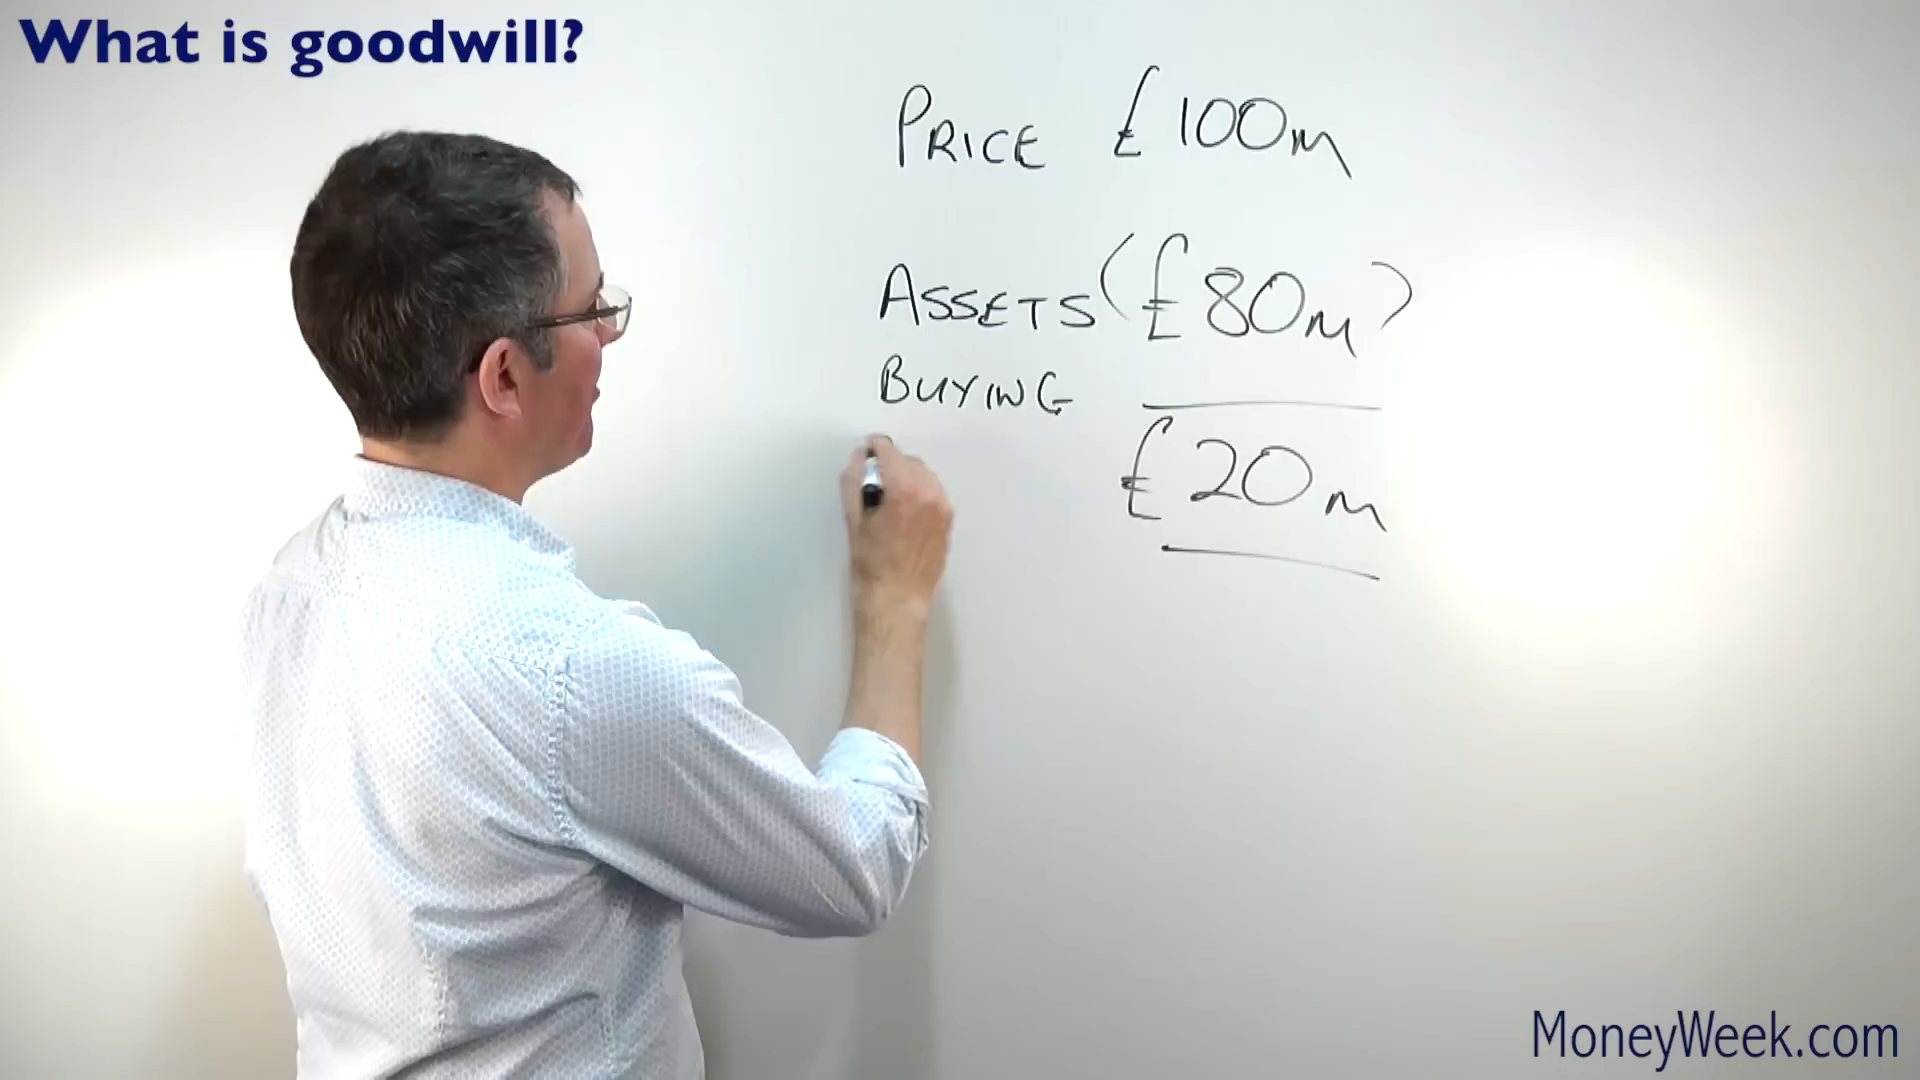 What is goodwill?
PRICE £100m
ASSETS (£80m)
BUYING
£20m
MoneyWeek.com